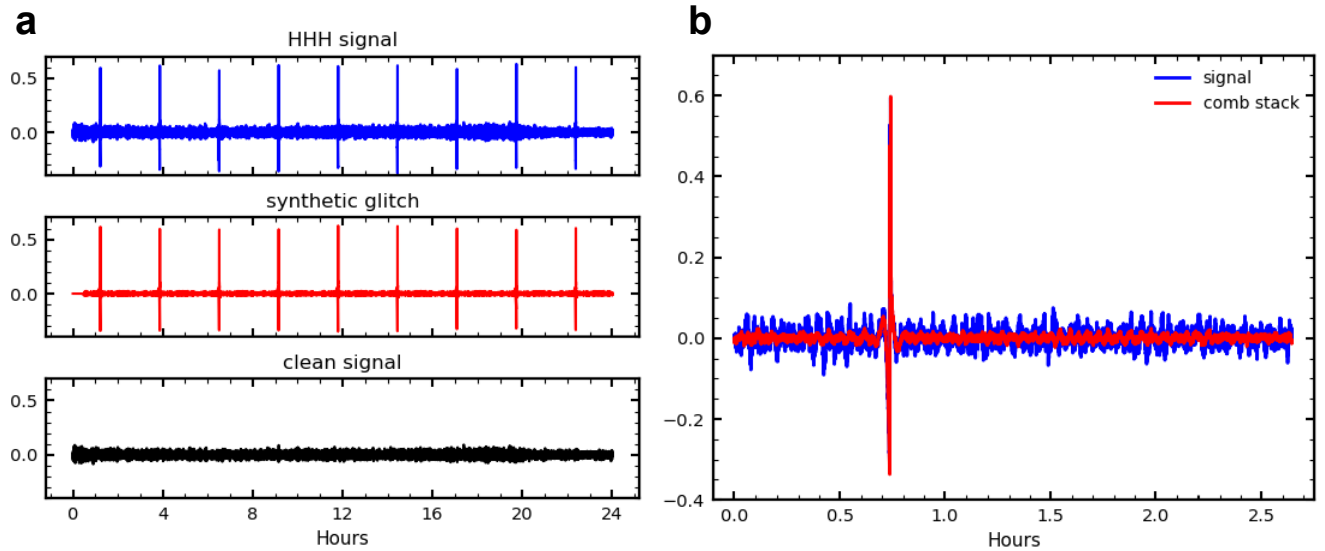 a
HHH signal
0.5
0.0
synthetic glitch
0.5
0.0
clean signal
0.5
0.0
0 4 8 12 16 20 24
Hours
b
signal
comb stack
0.6
0.4
0.2
0.0
−0.2
−0.4
0.0 0.5 1.0 1.5 2.0 2.5
Hours